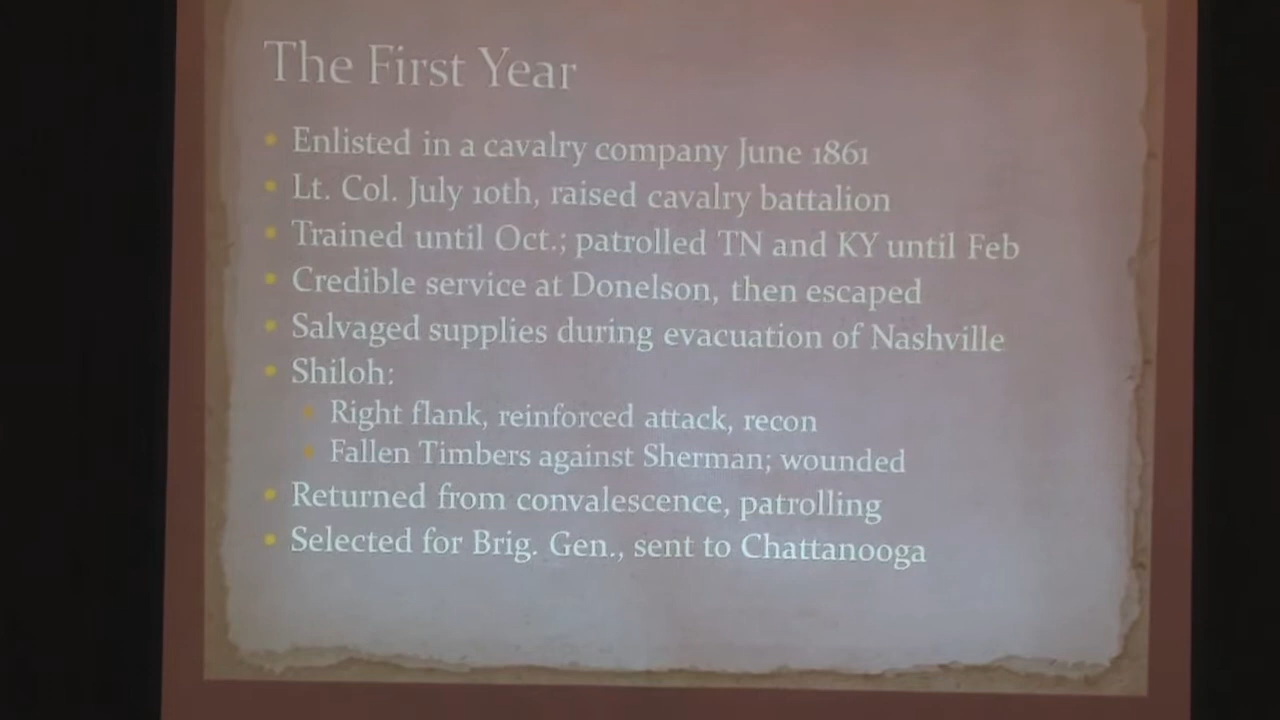 The First Year
Enlisted in a cavalry company June 1861
Lt. Col. July 10th, raised cavalry battalion
Trained until Oct.; patrolled TN and KY until Feb
Credible service at Donelson, then escaped
Salvaged supplies during evacuation of Nashville
Shiloh:
Right flank, reinforced attack, recon
Fallen Timbers against Sherman; wounded
Returned from convalescence, patrolling
Selected for Brig. Gen., sent to Chattanooga